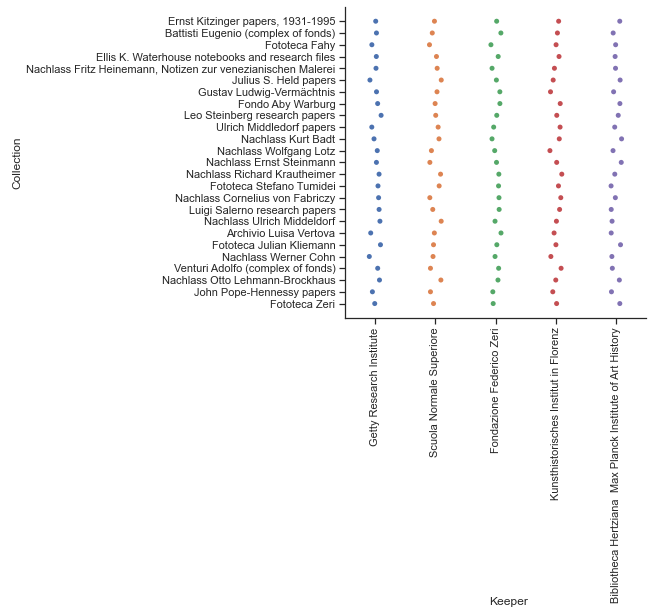 Ernst Kitzinger papers, 1931-1995
Battisti Eugenio (complex of fonds)
Fototeca Fahy
Ellis K. Waterhouse notebooks and research files
Nachlass Fritz Heinemann, Notizen zur venezianischen Malerei
Julius S. Held papers
Gustav Ludwig-Vermächtnis
Fondo Aby Warburg
Leo Steinberg research papers
Ulrich Middledorf papers
Nachlass Kurt Badt
Nachlass Wolfgang Lotz
Nachlass Ernst Steinmann
Nachlass Richard Krautheimer
Fototeca Stefano Tumidei
Nachlass Cornelius von Fabriczy
Luigi Salerno research papers
Nachlass Ulrich Middeldorf
Archivio Luisa Vertova
Fototeca Julian Kliemann
Nachlass Werner Cohn
Venturi Adolfo (complex of fonds)
Nachlass Otto Lehmann-Brockhaus
John Pope-Hennessy papers
Fototeca Zeri
Collection
Getty Research Institute
Scuola Normale Superiore
Fondazione Federico Zeri
Kunsthistorisches Institut in Florenz
Bibliotheca Hertziana Max Planck Institute of Art History
Keeper